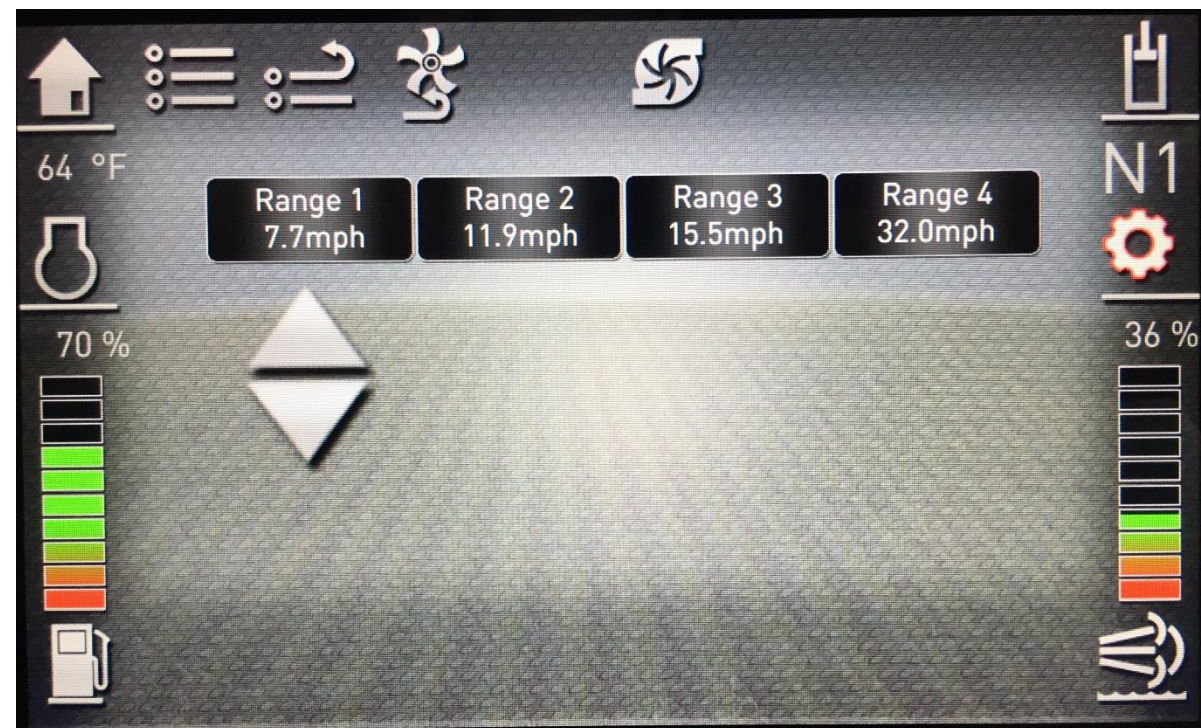 64 °F
N1
Range 1
7.7mph
Range 2
11.9mph
Range 3
15.5mph
Range 4
32.0mph
70 %
36 %